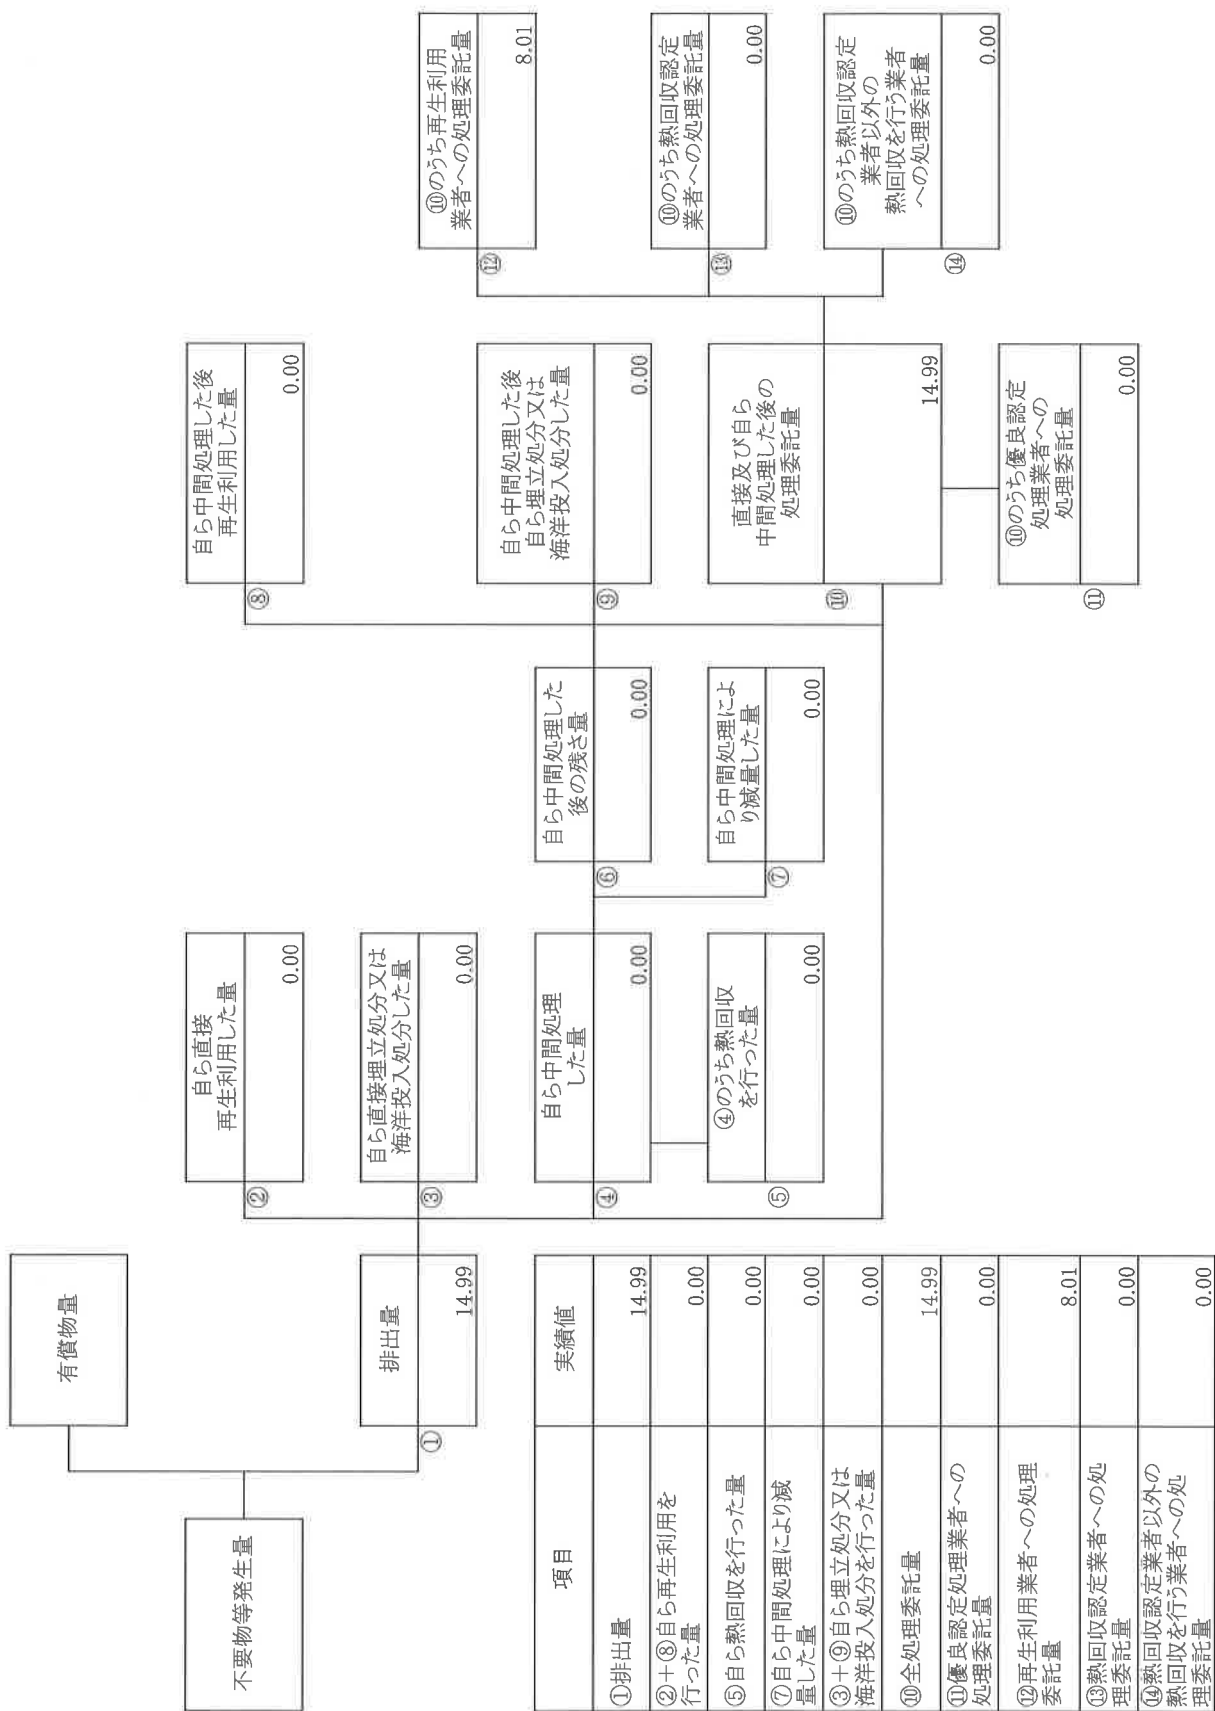 不要物等発生量
有償物量
①
排出量
14.99
②
自ら直接
再生利用した量
0.00
③
自ら直接埋立処分又は
海洋投入処分した量
0.00
④
自ら中間処理
した量
0.00
⑤
④のうち熱回収
を行った量
0.00
⑥
自ら中間処理した
後の残さ量
0.00
⑦
自ら中間処理によ
り減量した量
0.00
⑧
自ら中間処理した後
再生利用した量
0.00
⑨
自ら中間処理した後
自ら埋立処分又は
海洋投入処分した量
0.00
⑩
直接及び自ら
中間処理した後の
処理委託量
14.99
⑪
⑩のうち優良認定
処理業者への
処理委託量
0.00
⑫
⑩のうち再生利用
業者への処理委託量
8.01
⑬
⑩のうち熱回収認定
業者への処理委託量
0.00
⑭
⑩のうち熱回収認定
業者以外の
熱回収を行う業者
への処理委託量
0.00
項目 実績値
①排出量 14.99
②+⑧自ら再生利用を
行った量 0.00
⑤自ら熱回収を行った量 0.00
⑦自ら中間処理により減
量した量 0.00
③+⑨自ら埋立処分又は
海洋投入処分を行った量 0.00
⑩全処理委託量 14.99
⑪優良認定処理業者への
処理委託量 0.00
⑫再生利用業者への処理
委託量 8.01
⑬熱回収認定業者への処
理委託量 0.00
⑭熱回収認定業者以外の
熱回収を行う業者への処
理委託量 0.00